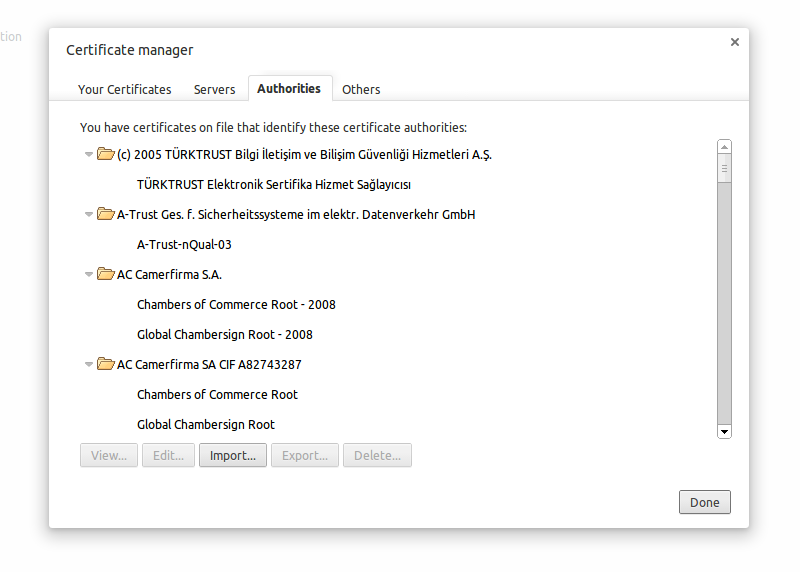 tion
Certificate manager
Your Certificates Servers Authorities Others
You have certificates on file that identify these certificate authorities:
(c) 2005 TÜRKTRUST Bilgi İletişim ve Bilişim Güvenliği Hizmetleri A.Ş.
TÜRKTRUST Elektronik Sertifika Hizmet Sağlayıcısı
A-Trust Ges. f. Sicherheitssysteme im elektr. Datenverkehr GmbH
A-Trust-nQual-03
AC Camerfirma S.A.
Chambers of Commerce Root - 2008
Global Chambersign Root - 2008
AC Camerfirma SA CIF A82743287
Chambers of Commerce Root
Global Chambersign Root
View... Edit... Import... Export... Delete...
Done